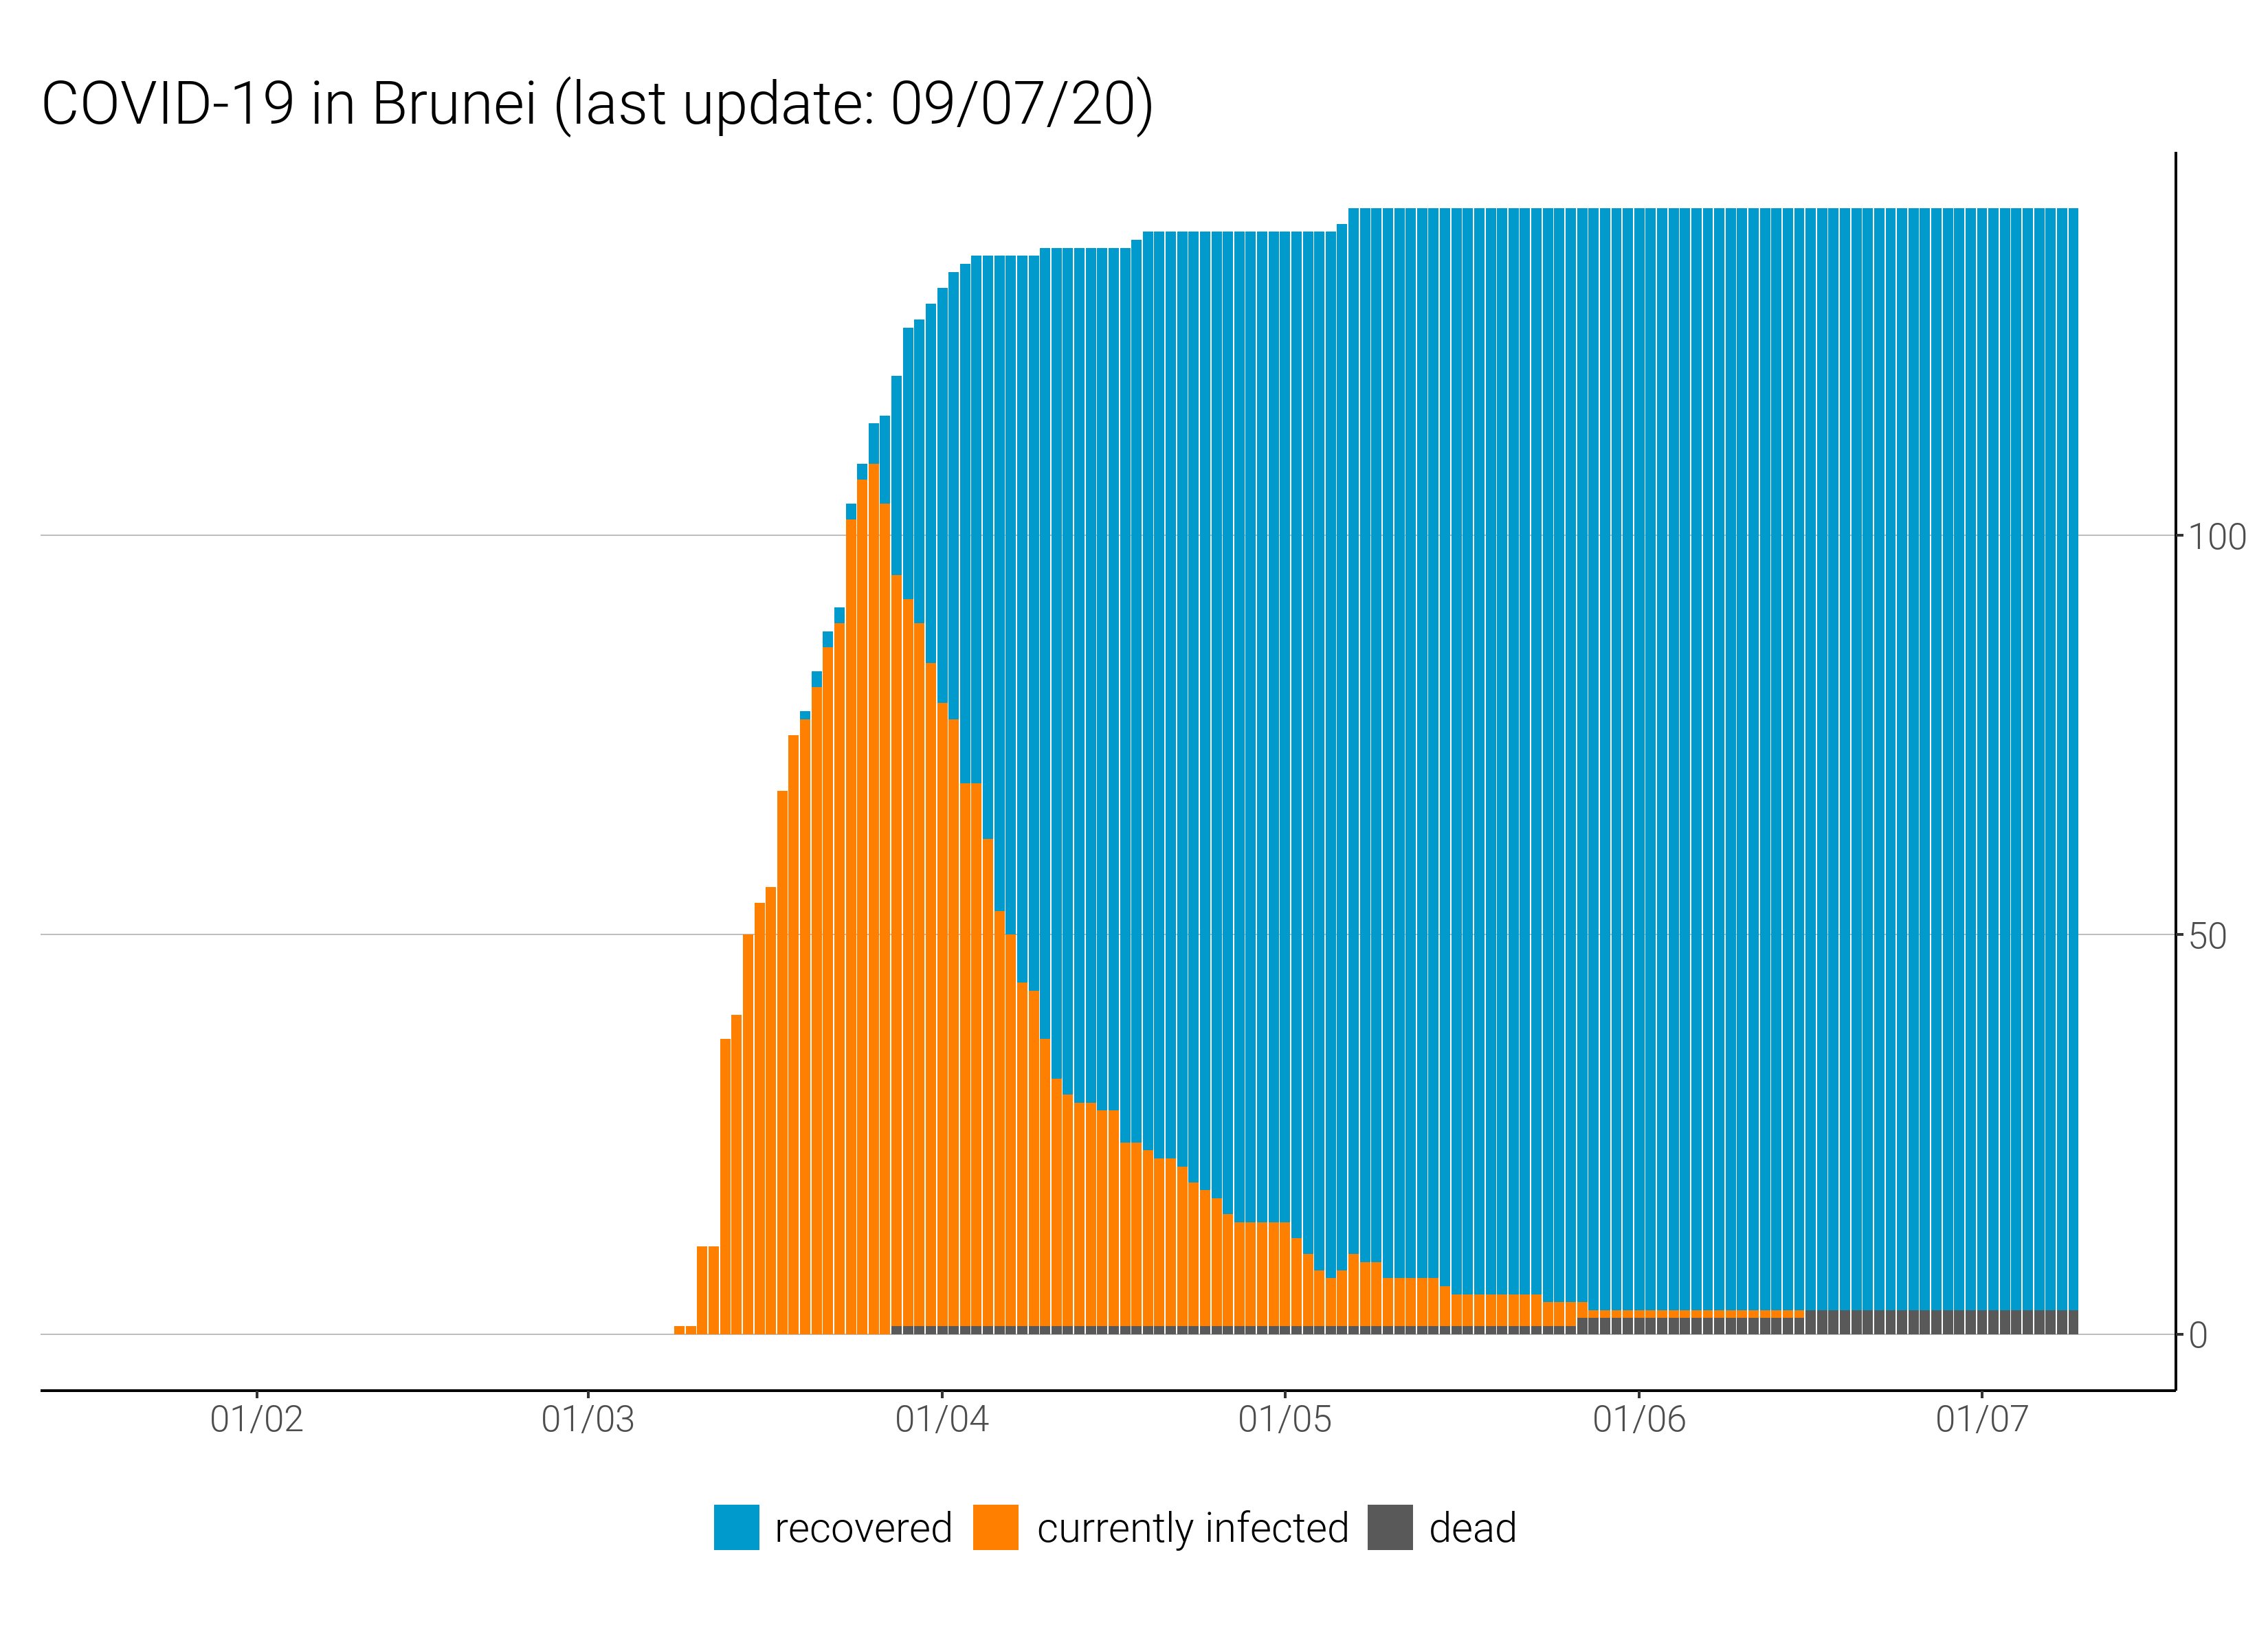 COVID-19 in Brunei (last update: 09/07/20)
100
50
0
01/02 01/03 01/04 01/05 01/06 01/07
recovered currently infected dead